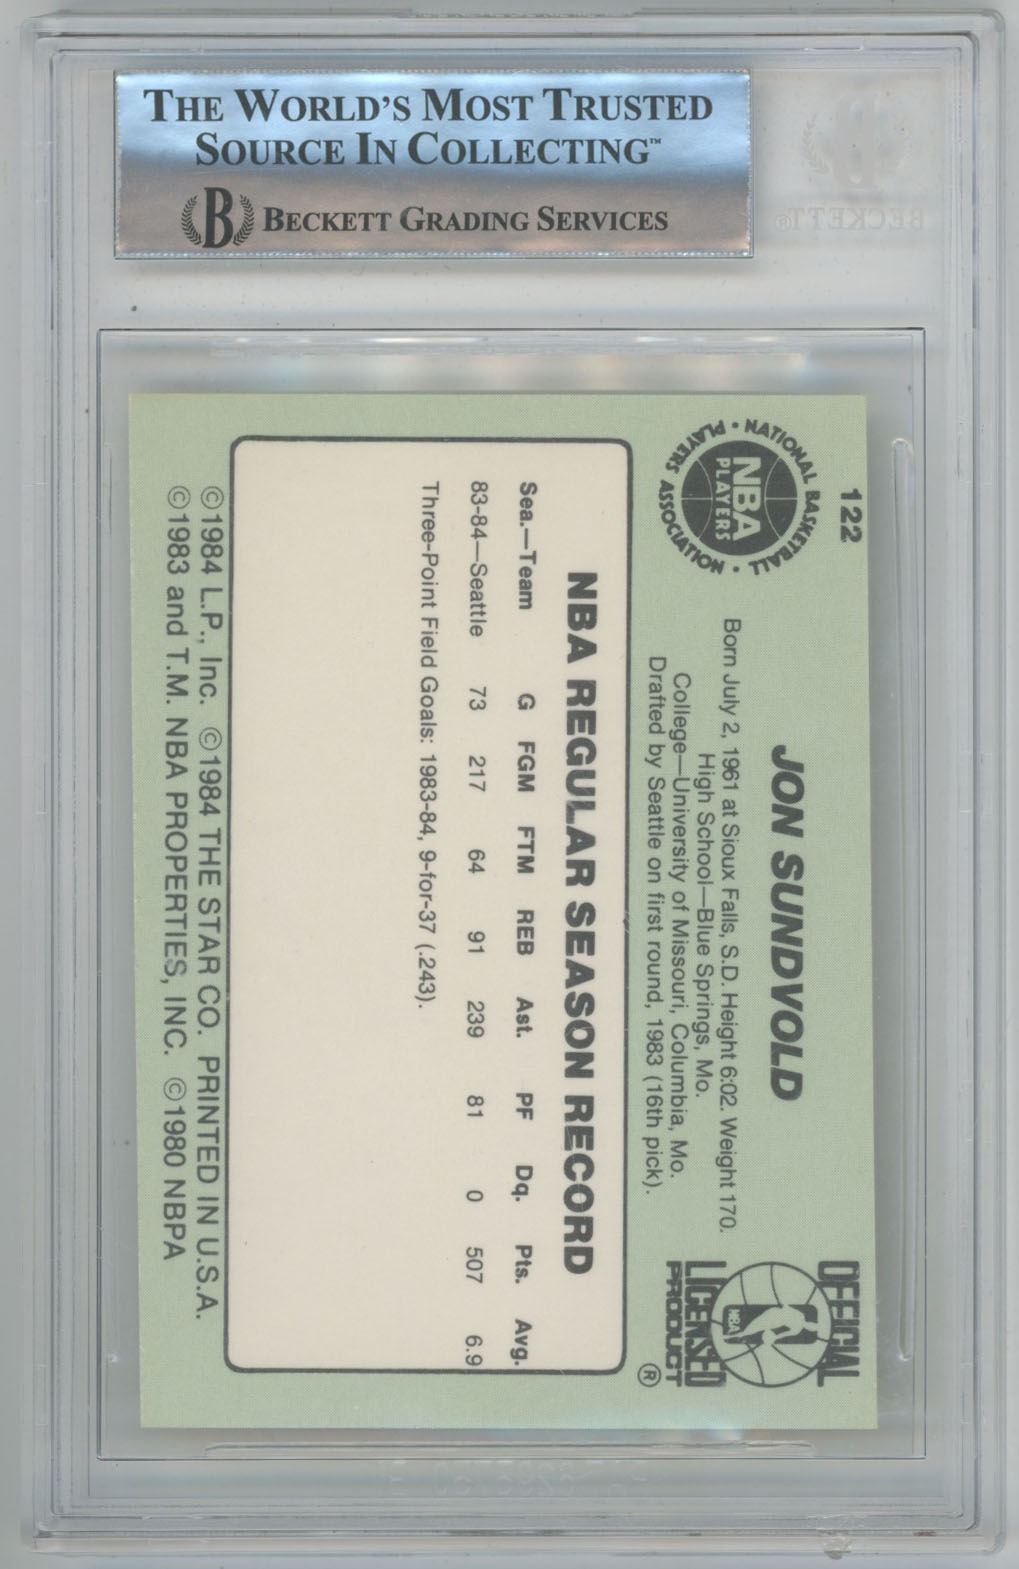 THE WORLD'S MOST TRUSTED
SOURCE IN COLLECTING™
B BECKETT GRADING SERVICES
BECKETT®
122
NATIONAL BASKETBALL PLAYERS ASSOCIATION
NBA
PLAYERS
JON SUNDVOLD
Born July 2, 1961 at Sioux Falls, S.D. Height 6:02. Weight 170.
High School—Blue Springs, Mo.
College—University of Missouri, Columbia, Mo.
Drafted by Seattle on first round, 1983 (16th pick).
OFFICIAL
NBA
LICENSED
PRODUCT
®
NBA REGULAR SEASON RECORD
Sea.—Team G FGM FTM REB Ast. PF Dq. Pts. Avg.
83-84—Seattle 73 217 64 91 239 81 0 507 6.9
Three-Point Field Goals: 1983-84, 9-for-37 (.243).
©1984 L.P., Inc. ©1984 THE STAR CO. PRINTED IN U.S.A.
©1983 and T.M. NBA PROPERTIES, INC. ©1980 NBPA